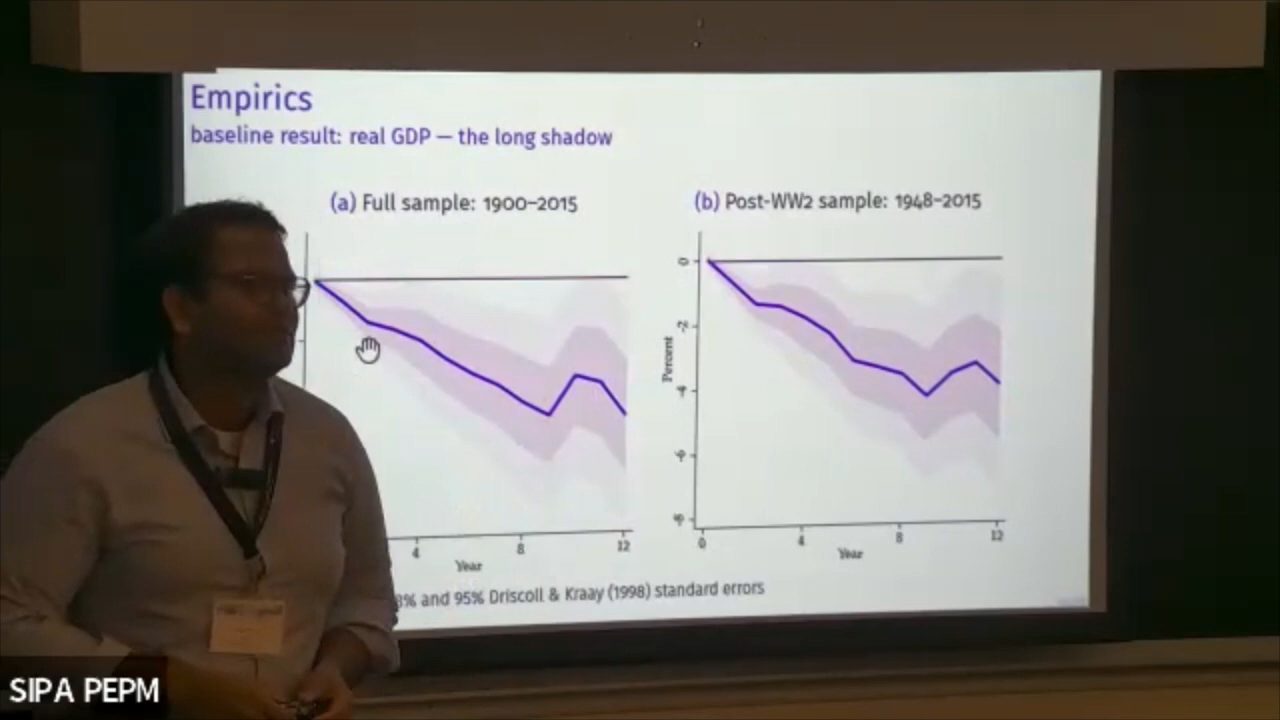 Empirics
baseline result: real GDP — the long shadow
(a) Full sample: 1900–2015
(b) Post-WW2 sample: 1948–2015
0
-2
-4
-6
-8
Percent
4
8
12
Year
0
4
8
12
Year
% and 95% Driscoll & Kraay (1998) standard errors
SIPA PEPM